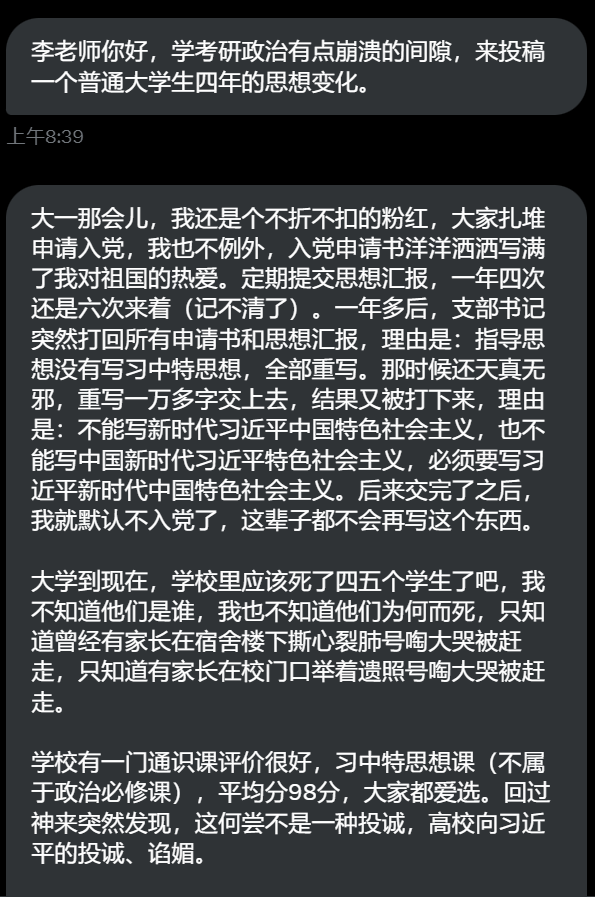 李老师你好，学考研政治有点崩溃的间隙，来投稿
一个普通大学生四年的思想变化。
上午8:39
大一那会儿，我还是个不折不扣的粉红，大家扎堆
申请入党，我也不例外，入党申请书洋洋洒洒写满
了我对祖国的热爱。定期提交思想汇报，一年四次
还是六次来着（记不清了）。一年多后，支部书记
突然打回所有申请书和思想汇报，理由是：指导思
想没有写习中特思想，全部重写。那时候还天真无
邪，重写一万多字交上去，结果又被打下来，理由
是：不能写新时代习近平中国特色社会主义，也不
能写中国新时代习近平特色社会主义，必须要写习
近平新时代中国特色社会主义。后来交完了之后，
我就默认不入党了，这辈子都不会再写这个东西。
大学到现在，学校里应该死了四五个学生了吧，我
不知道他们是谁，我也不知道他们为何而死，只知
道曾经有家长在宿舍楼下撕心裂肺号啕大哭被赶
走，只知道有家长在校门口举着遗照号啕大哭被赶
走。
学校有一门通识课评价很好，习中特思想课（不属
于政治必修课），平均分98分，大家都爱选。回过
神来突然发现，这何尝不是一种投诚，高校向习近
平的投诚、谄媚。